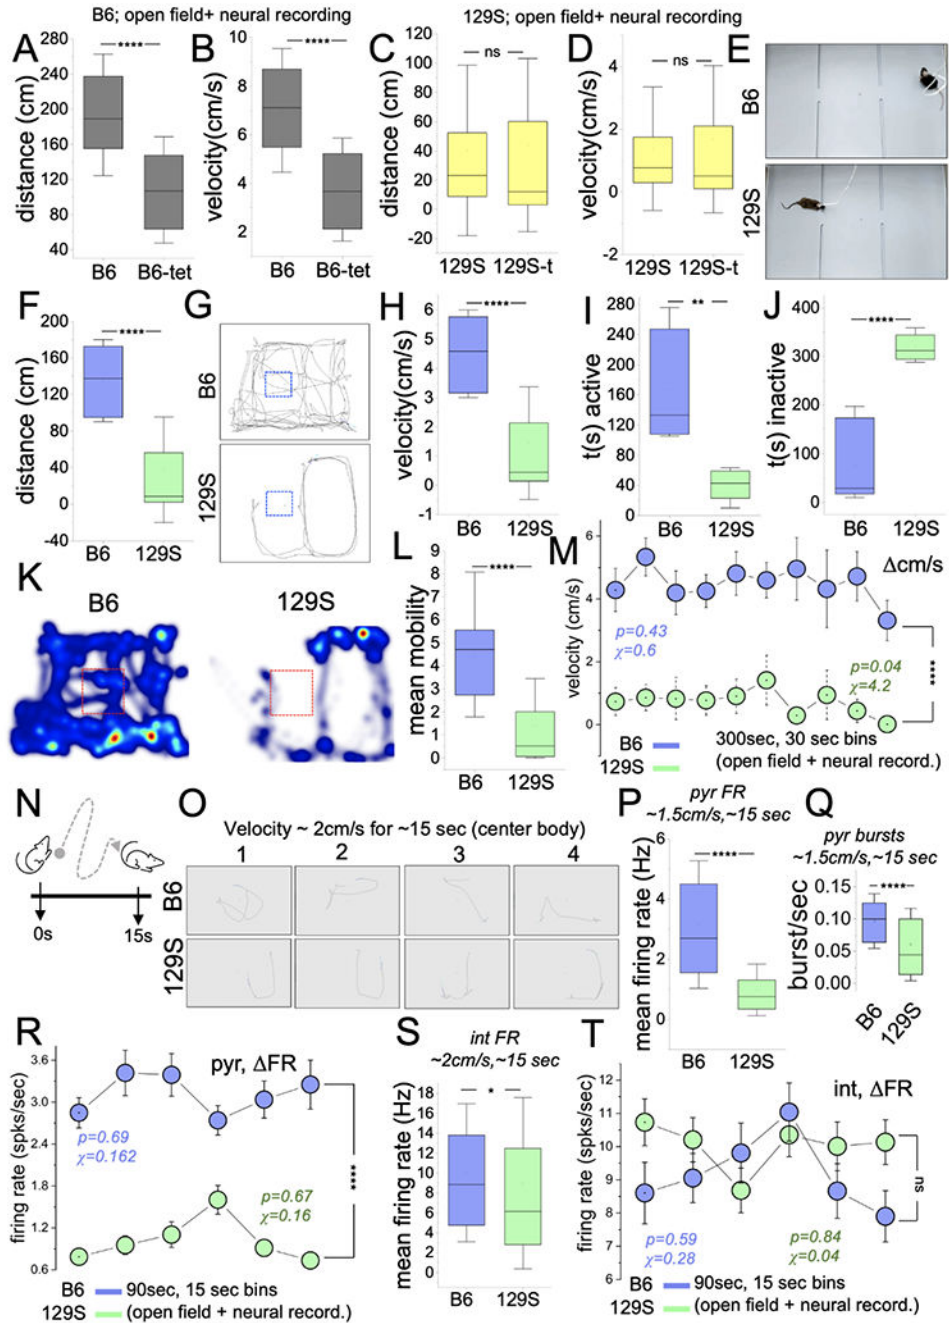 B6; open field+ neural recording
129S; open field+ neural recording
A
distance (cm)
280
240
200
160
120
80
40
****
B6
B6-tet
B
velocity(cm/s)
10
8
6
4
2
****
B6
B6-tet
C
distance (cm)
120
100
80
60
40
20
0
-20
ns
129S
129S-t
D
velocity(cm/s)
4
2
0
-2
ns
129S
129S-t
E
B6
129S
F
distance (cm)
200
160
120
80
40
0
-40
****
B6
129S
G
B6
129S
H
velocity(cm/s)
6
5
4
3
2
1
0
-1
****
B6
129S
I
t(s) active
280
240
200
160
120
80
40
0
**
B6
129S
J
t(s) inactive
400
300
200
100
0
****
B6
129S
K
B6
129S
L
mean mobility
9
8
7
6
5
4
3
2
1
0
****
B6
129S
M
velocity (cm/s)
6
4
2
0
Δcm/s
p=0.43
χ=0.6
p=0.04
χ=4.2
****
B6
129S
300sec, 30 sec bins
(open field + neural record.)
N
0s
15s
O
Velocity ~ 2cm/s for ~15 sec (center body)
1
2
3
4
B6
129S
P
pyr FR
~1.5cm/s,~15 sec
mean firing rate (Hz)
6
4
2
0
****
B6
129S
Q
pyr bursts
~1.5cm/s,~15 sec
burst/sec
0.15
0.10
0.05
0.00
****
B6
129S
R
firing rate (spks/sec)
3.6
3.0
2.4
1.8
1.2
0.6
pyr, ΔFR
p=0.69
χ=0.162
p=0.67
χ=0.16
****
B6
129S
90sec, 15 sec bins
(open field + neural record.)
S
int FR
~2cm/s,~15 sec
mean firing rate (Hz)
18
16
14
12
10
8
6
4
2
0
*
B6
129S
T
firing rate (spks/sec)
12
11
10
9
8
7
6
int, ΔFR
p=0.59
χ=0.28
p=0.84
χ=0.04
ns
B6
129S
90sec, 15 sec bins
(open field + neural record.)